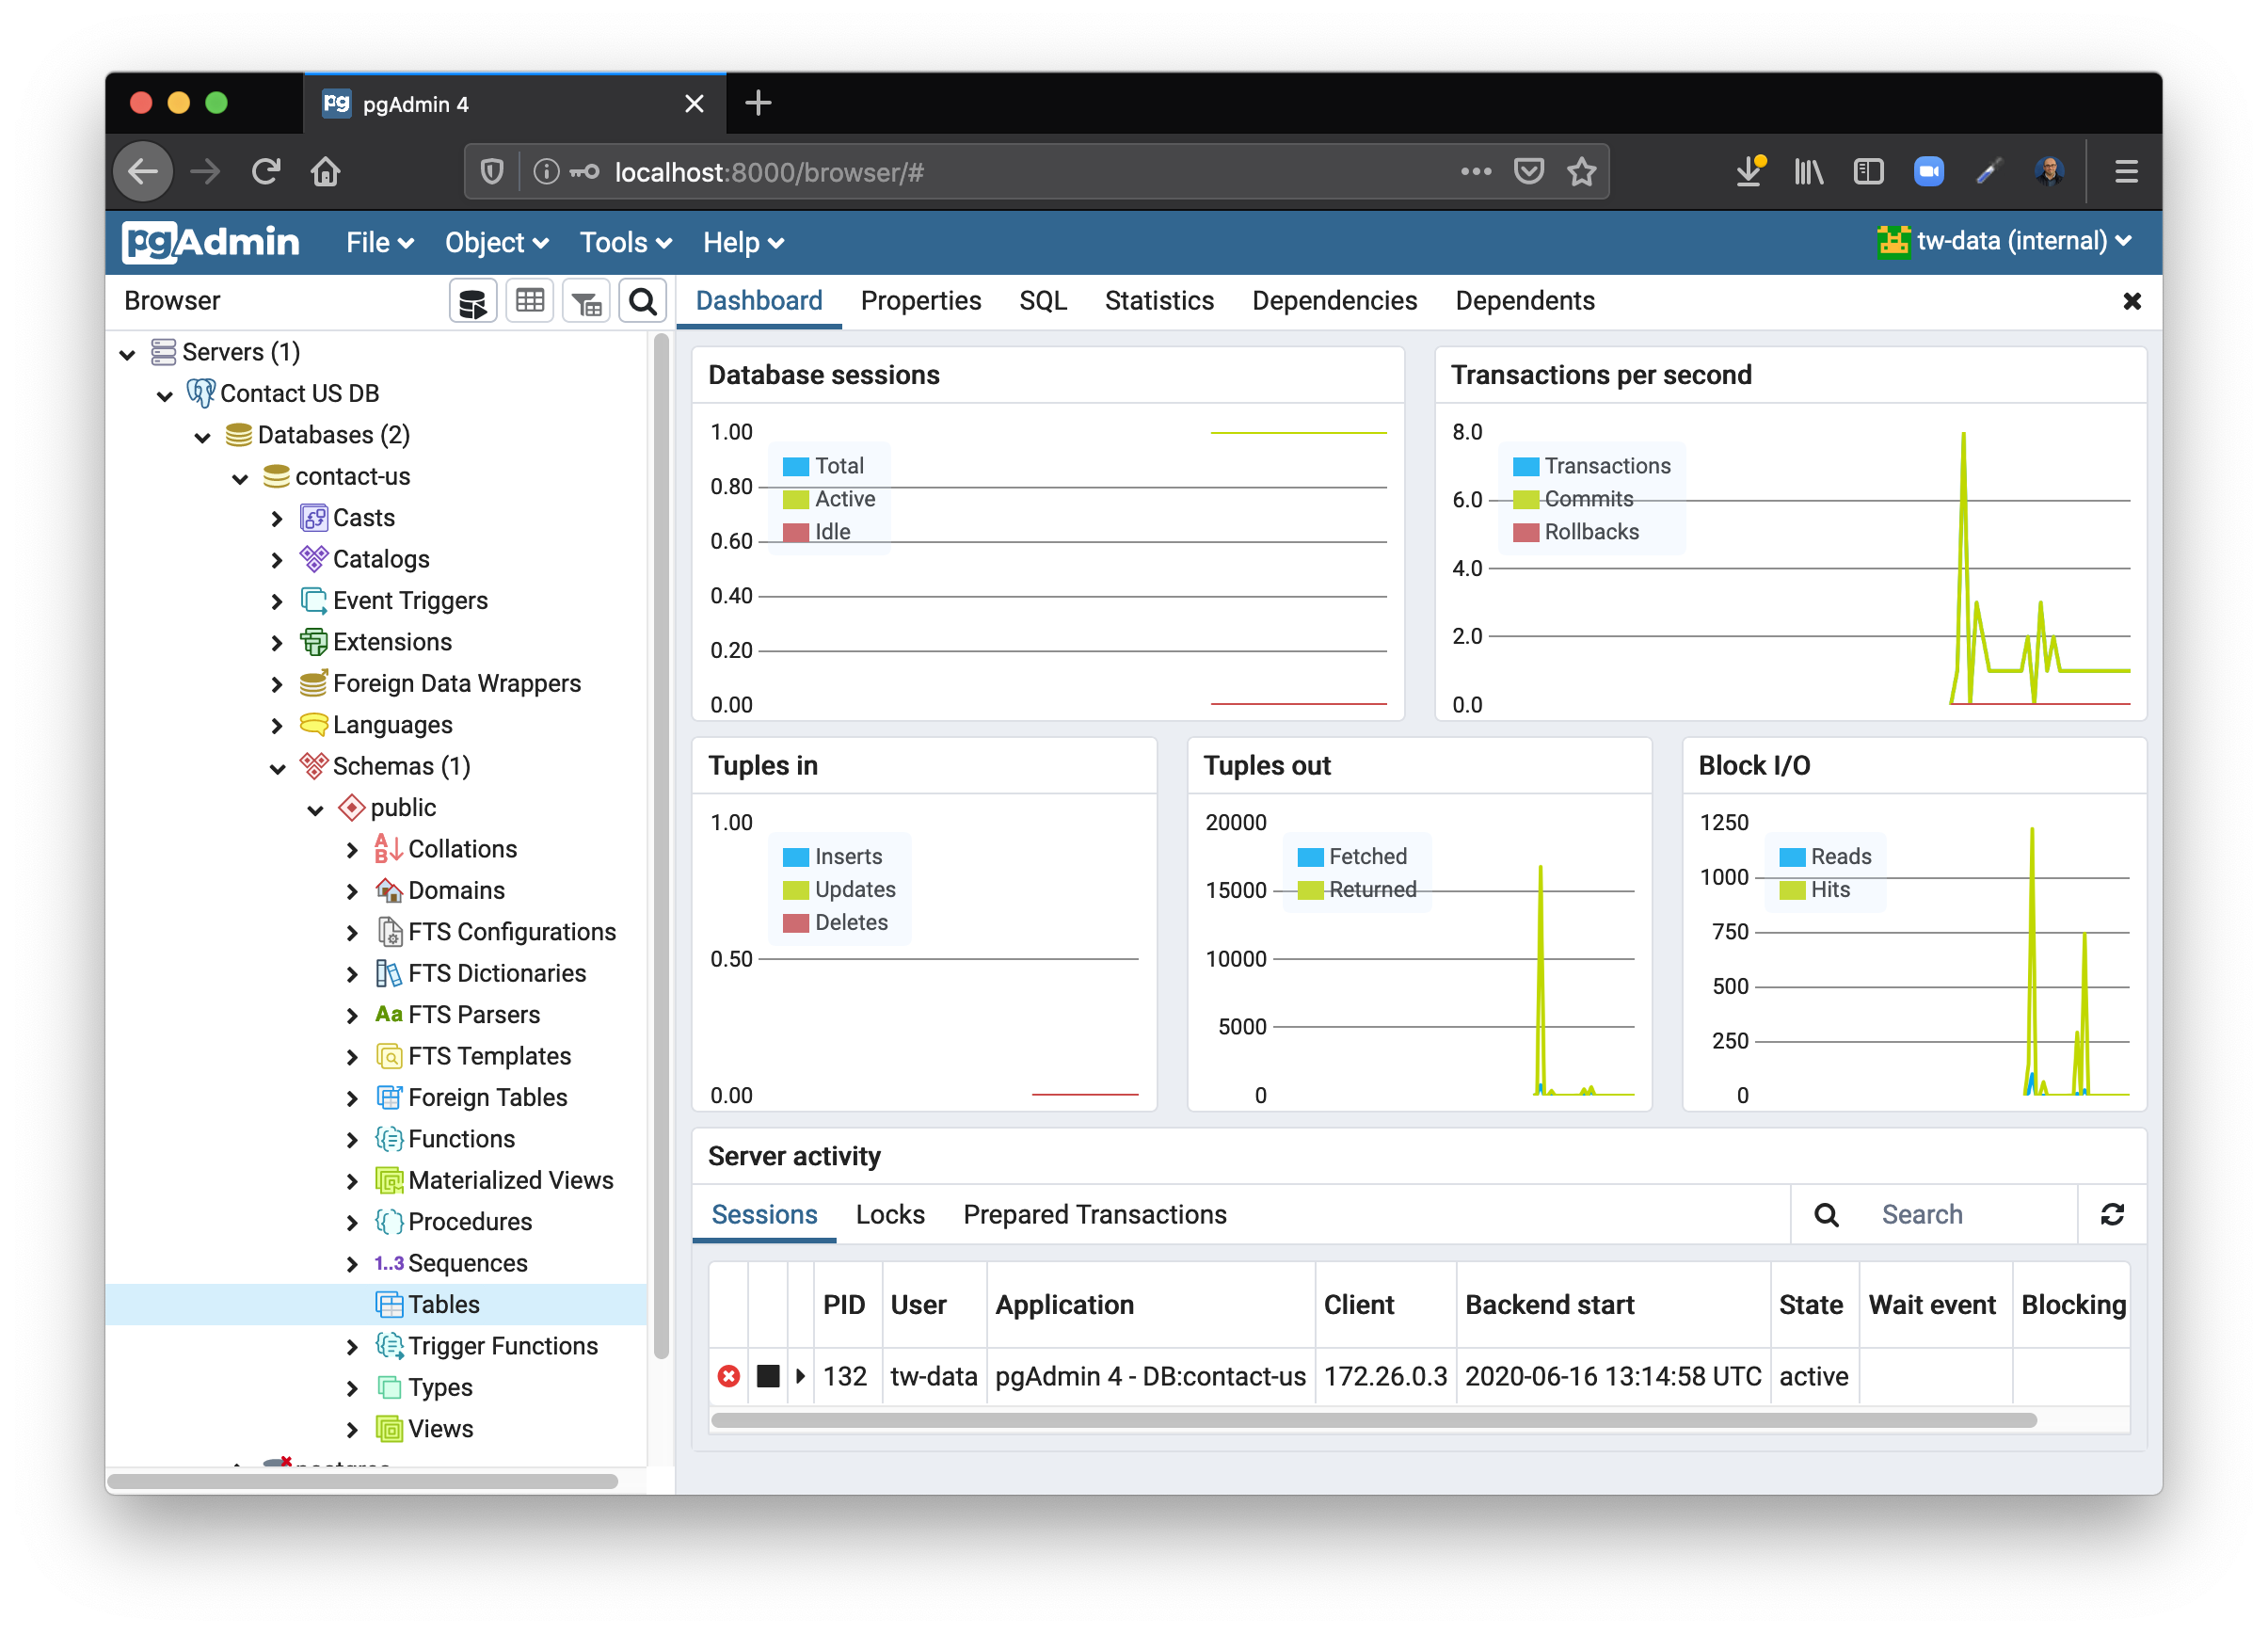 pg pgAdmin 4
localhost:8000/browser/#
pgAdmin File Object Tools Help tw-data (internal)
Browser
Dashboard Properties SQL Statistics Dependencies Dependents
Servers (1)
Contact US DB
Databases (2)
contact-us
Casts
Catalogs
Event Triggers
Extensions
Foreign Data Wrappers
Languages
Schemas (1)
public
Collations
Domains
FTS Configurations
FTS Dictionaries
Aa FTS Parsers
FTS Templates
Foreign Tables
Functions
Materialized Views
Procedures
1..3 Sequences
Tables
Trigger Functions
Types
Views
Database sessions
1.00
0.80
0.60
0.40
0.20
0.00
Total
Active
Idle
Transactions per second
8.0
6.0
4.0
2.0
0.0
Transactions
Commits
Rollbacks
Tuples in
1.00
0.50
0.00
Inserts
Updates
Deletes
Tuples out
20000
15000
10000
5000
0
Fetched
Returned
Block I/O
1250
1000
750
500
250
0
Reads
Hits
Server activity
Sessions Locks Prepared Transactions Search
PID User Application Client Backend start State Wait event Blocking
132 tw-data pgAdmin 4 - DB:contact-us 172.26.0.3 2020-06-16 13:14:58 UTC active